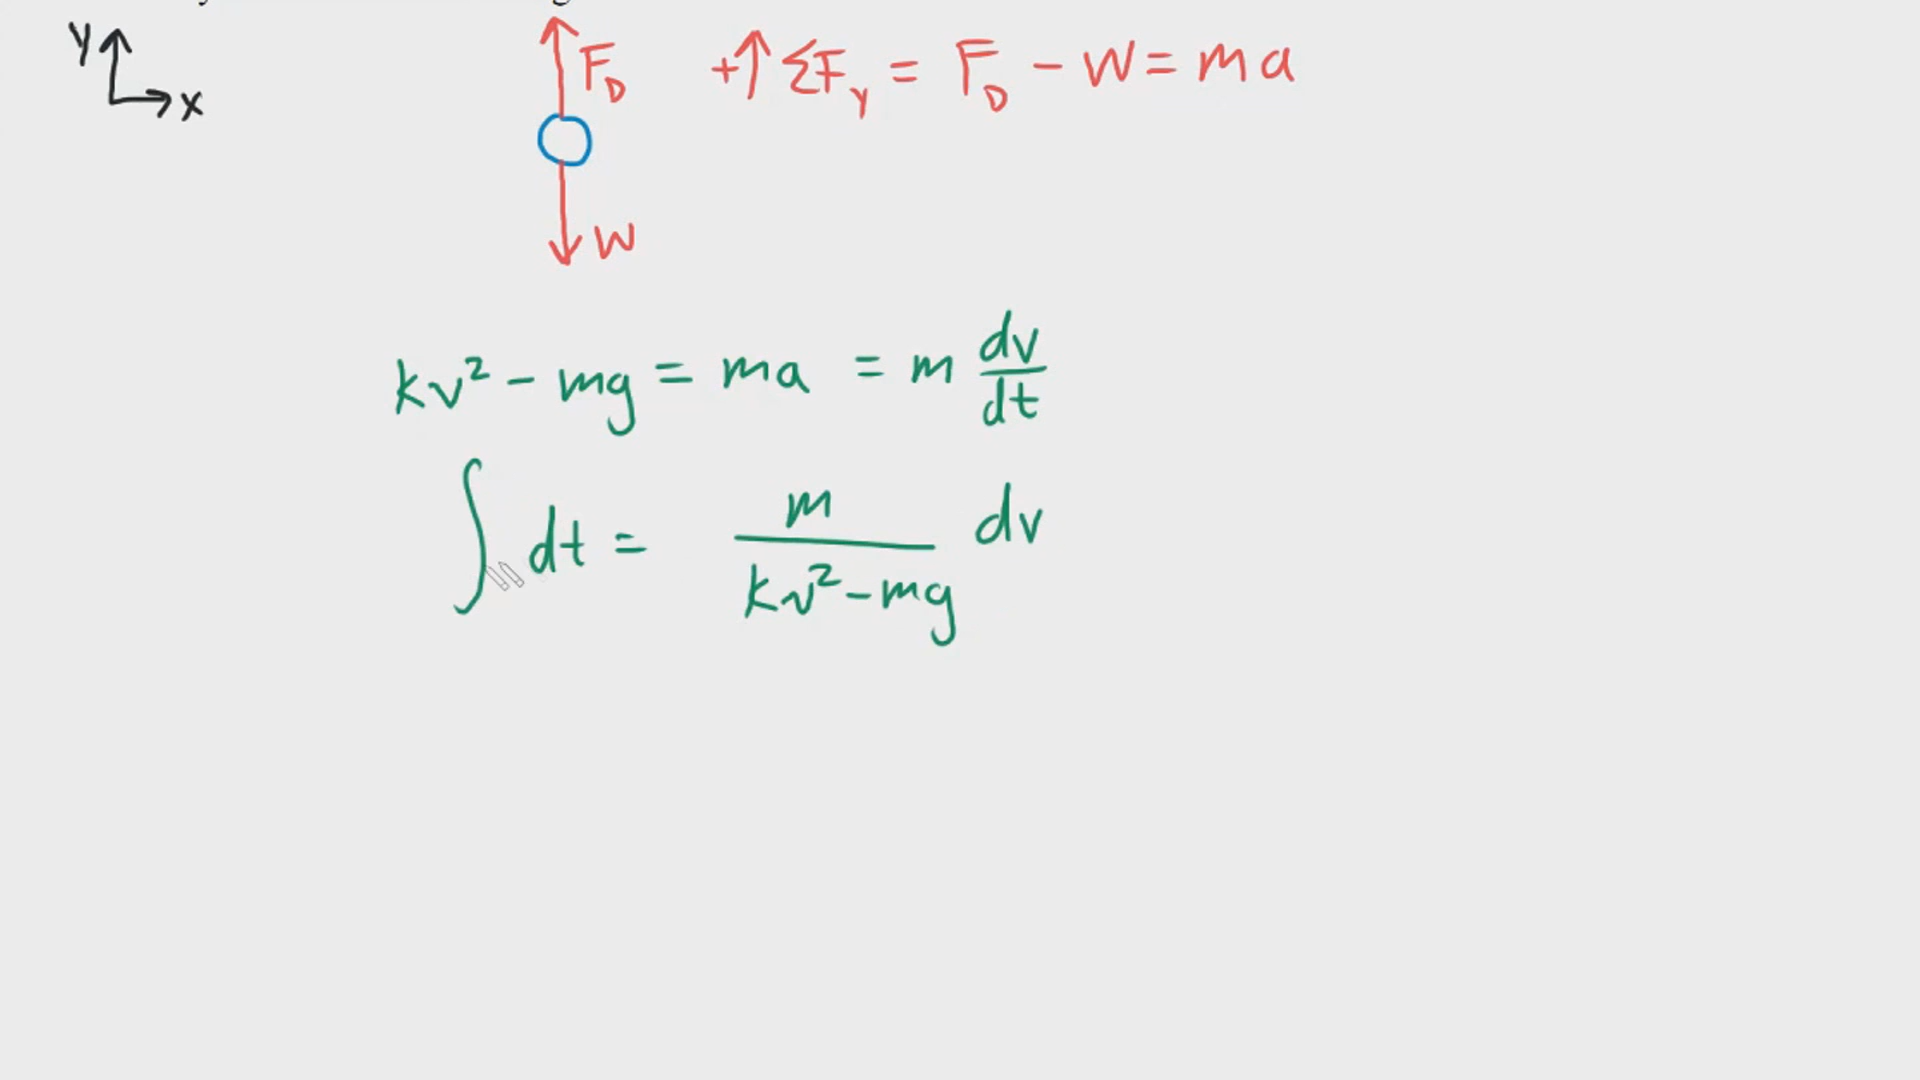 Y
x
F_D
+↑ ΣF_y = F_D - W = ma
W
kv² - mg = ma = m dv/dt
∫ dt = m/(kv² - mg) dv